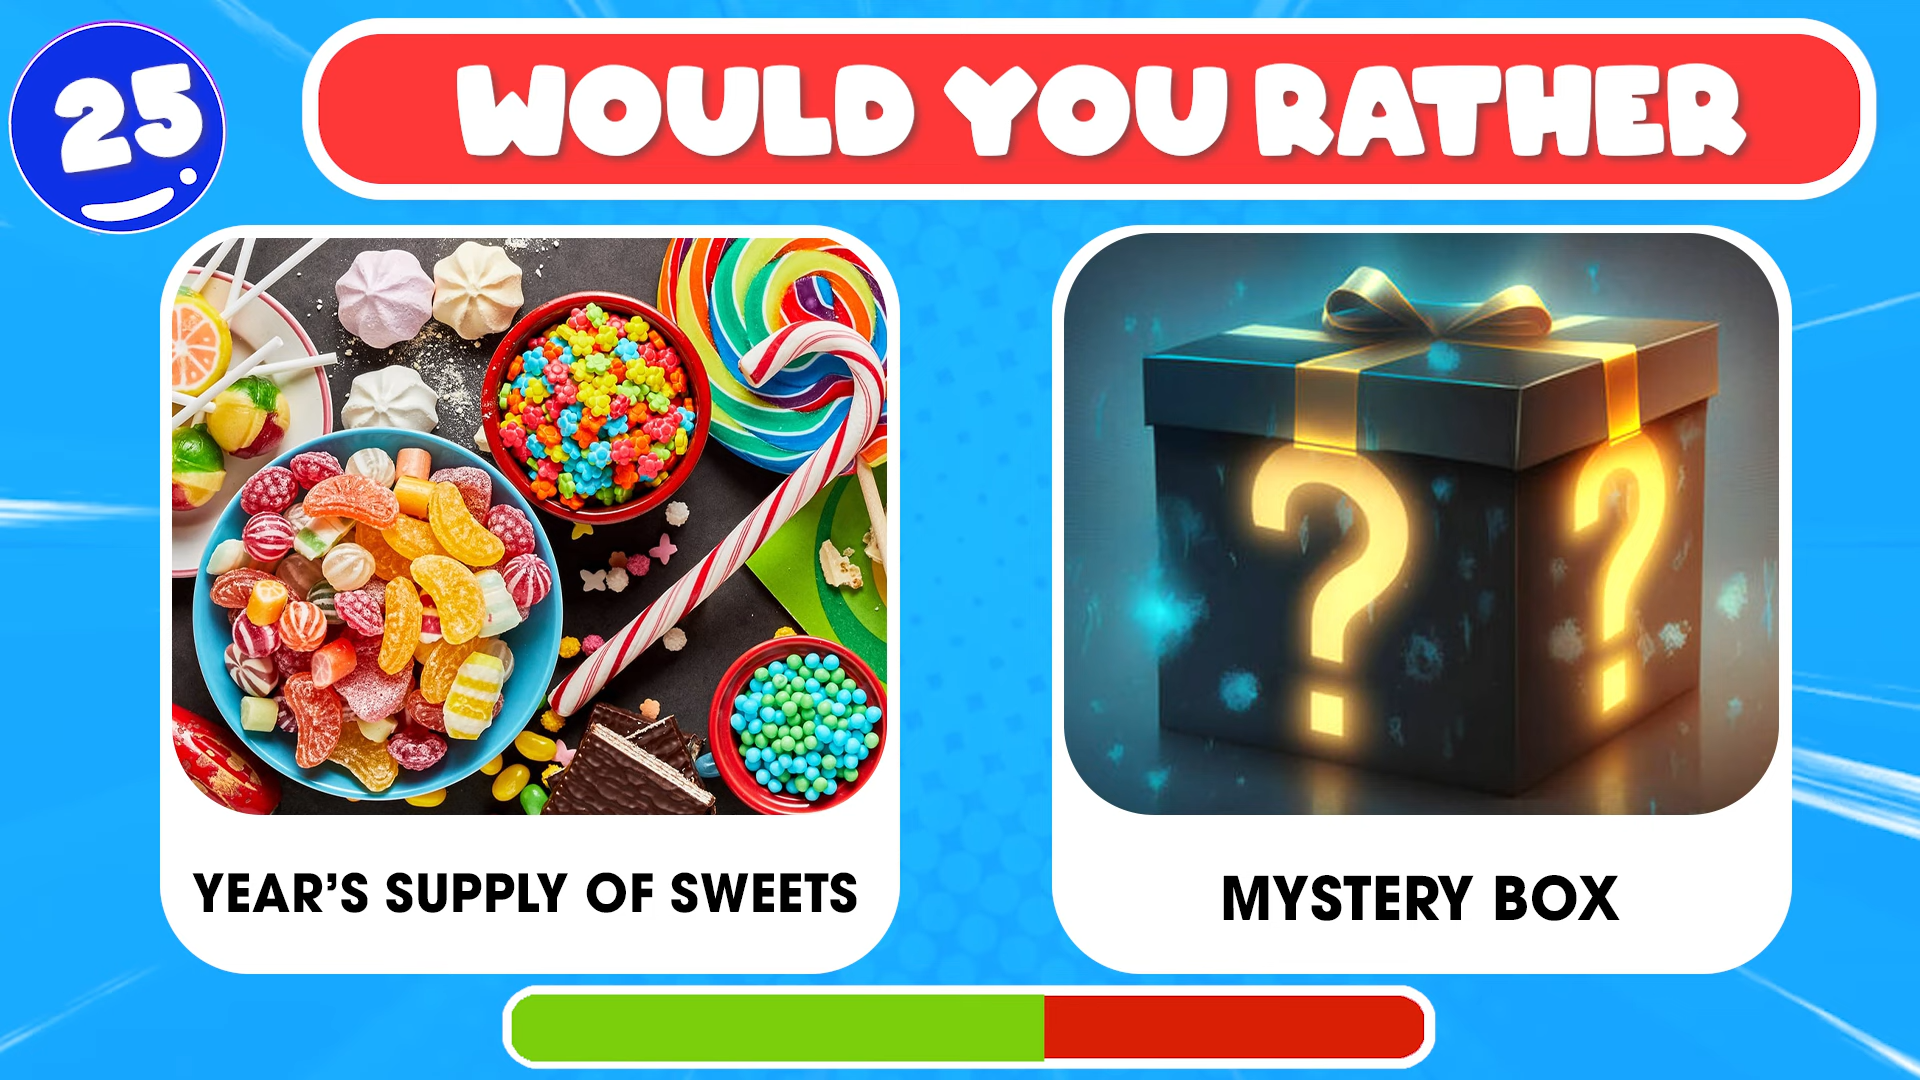 25
WOULD YOU RATHER
? ?
YEAR'S SUPPLY OF SWEETS
MYSTERY BOX